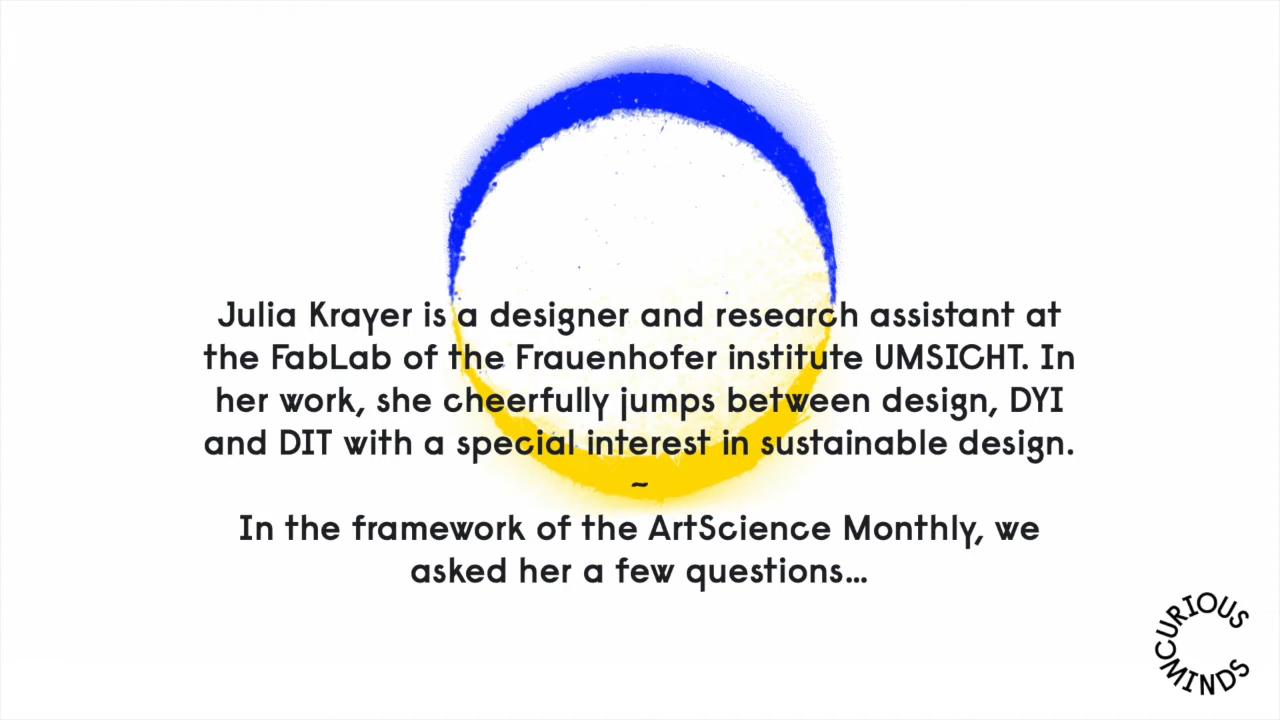 Julia Krayer is a designer and research assistant at
the FabLab of the Frauenhofer institute UMSICHT. In
her work, she cheerfully jumps between design, DYI
and DIT with a special interest in sustainable design.
~
In the framework of the ArtScience Monthly, we
asked her a few questions...
CURIOUS
MINDS